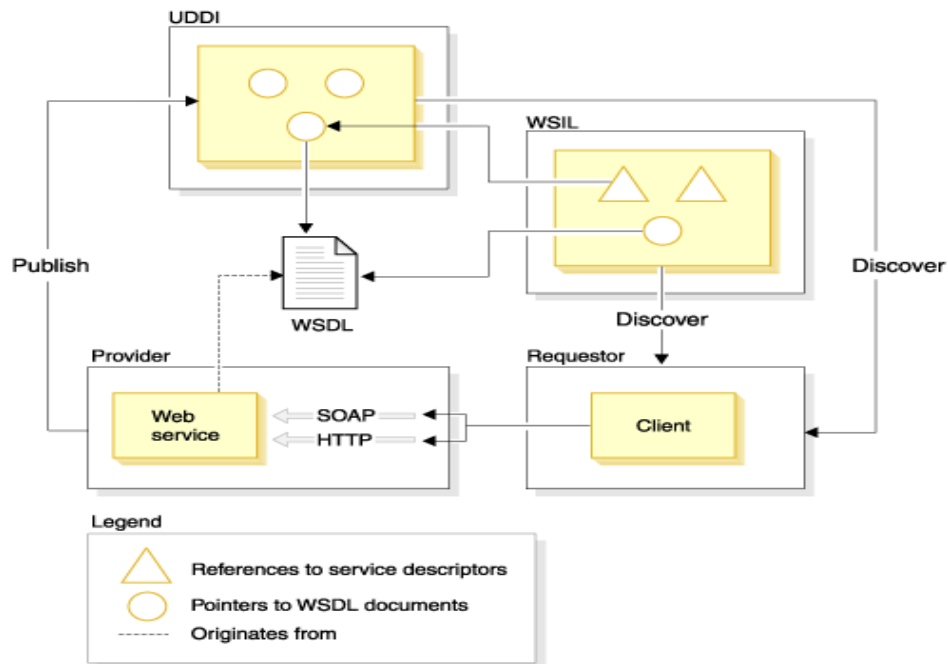 UDDI
WSIL
Publish
Discover
WSDL
Discover
Provider
Requestor
Web
service
SOAP
HTTP
Client
Legend
References to service descriptors
Pointers to WSDL documents
Originates from